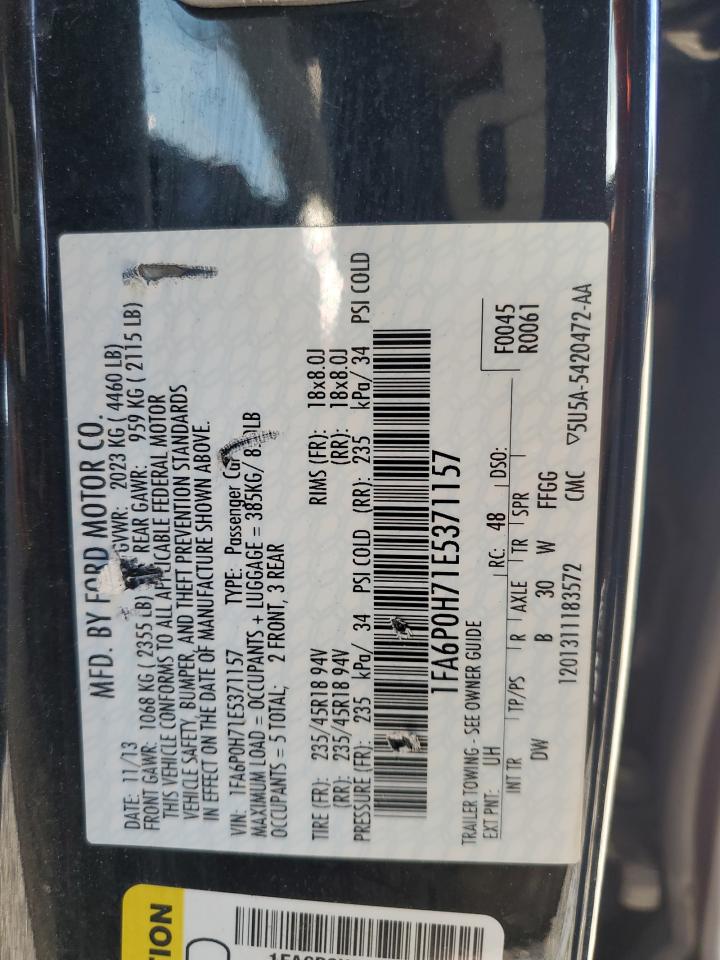 MFD. BY FORD MOTOR CO.
DATE: 11/13 GVWR: 2023 KG ( 4460 LB)
FRONT GAWR: 1068 KG ( 2355 LB) REAR GAWR: 959 KG ( 2115 LB)
THIS VEHICLE CONFORMS TO ALL APPLICABLE FEDERAL MOTOR
VEHICLE SAFETY, BUMPER, AND THEFT PREVENTION STANDARDS
IN EFFECT ON THE DATE OF MANUFACTURE SHOWN ABOVE.
VIN: 1FA6P0H71E5371157 TYPE: Passenger Car
MAXIMUM LOAD = OCCUPANTS + LUGGAGE = 385KG/ LB
OCCUPANTS = 5 TOTAL; 2 FRONT, 3 REAR
TIRE (FR): 235/45R18 94V RIMS (FR): 18x8.0J
(RR): 235/45R18 94V (RR): 18x8.0J
PRESSURE (FR): 235 kPa/ 34 PSI COLD (RR): 235 kPa/ 34 PSI COLD
1FA6P0H71E5371157
TRAILER TOWING - SEE OWNER GUIDE
EXT PNT: UH RC: 48 DSO: F0045
R0061
INT TR TP/PS R AXLE TR SPR
DW B 30 W FFGG
1201311183572 CMC ▽5U5A-5420472-AA